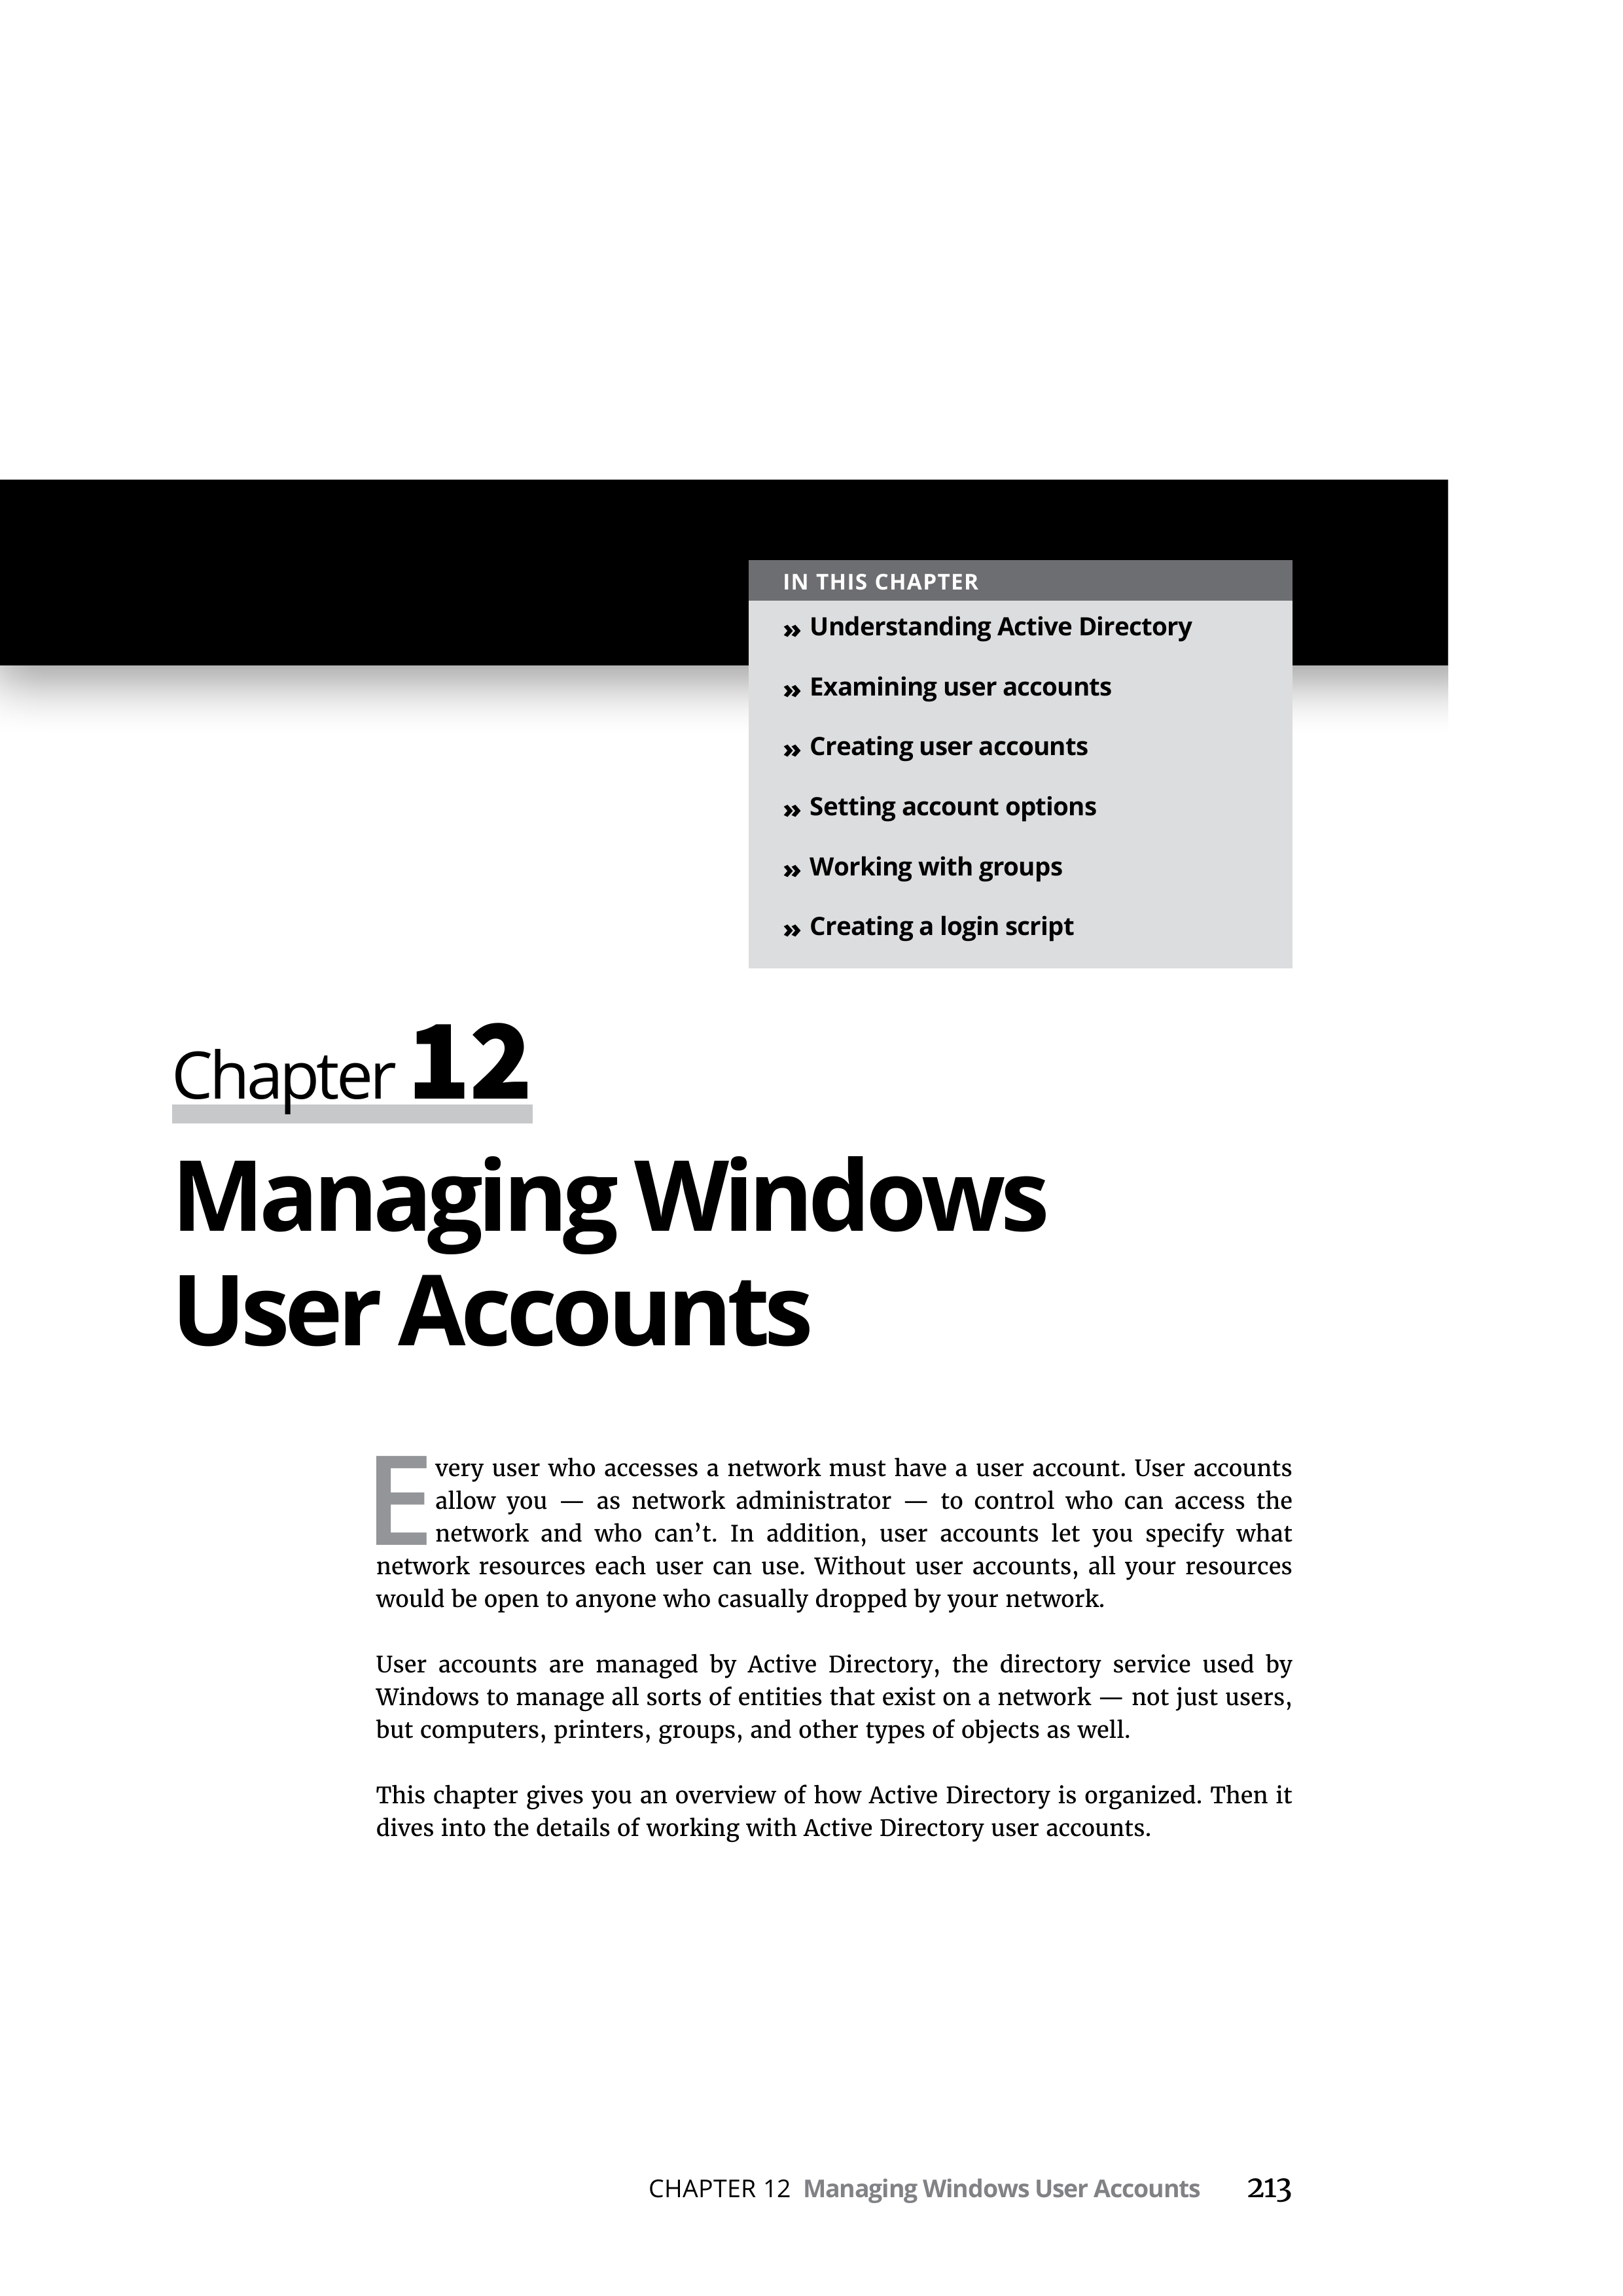 IN THIS CHAPTER
» Understanding Active Directory
» Examining user accounts
» Creating user accounts
» Setting account options
» Working with groups
» Creating a login script
Chapter 12
Managing Windows
User Accounts
Every user who accesses a network must have a user account. User accounts
allow you — as network administrator — to control who can access the
network and who can’t. In addition, user accounts let you specify what
network resources each user can use. Without user accounts, all your resources
would be open to anyone who casually dropped by your network.
User accounts are managed by Active Directory, the directory service used by
Windows to manage all sorts of entities that exist on a network — not just users,
but computers, printers, groups, and other types of objects as well.
This chapter gives you an overview of how Active Directory is organized. Then it
dives into the details of working with Active Directory user accounts.
CHAPTER 12 Managing Windows User Accounts 213